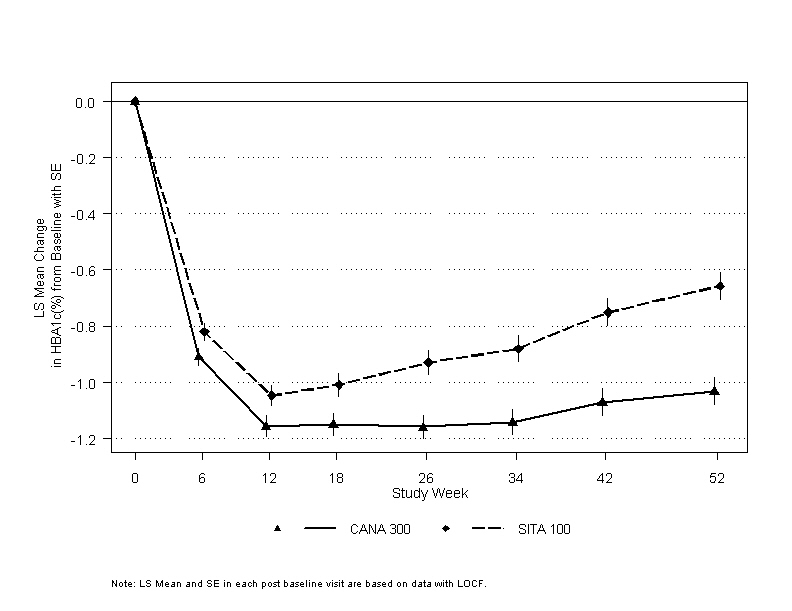 LS Mean Change
in HBA1c(%) from Baseline with SE
0.0
-0.2
-0.4
-0.6
-0.8
-1.0
-1.2
0 6 12 18 26 34 42 52
Study Week
CANA 300 SITA 100
Note: LS Mean and SE in each post baseline visit are based on data with LOCF.